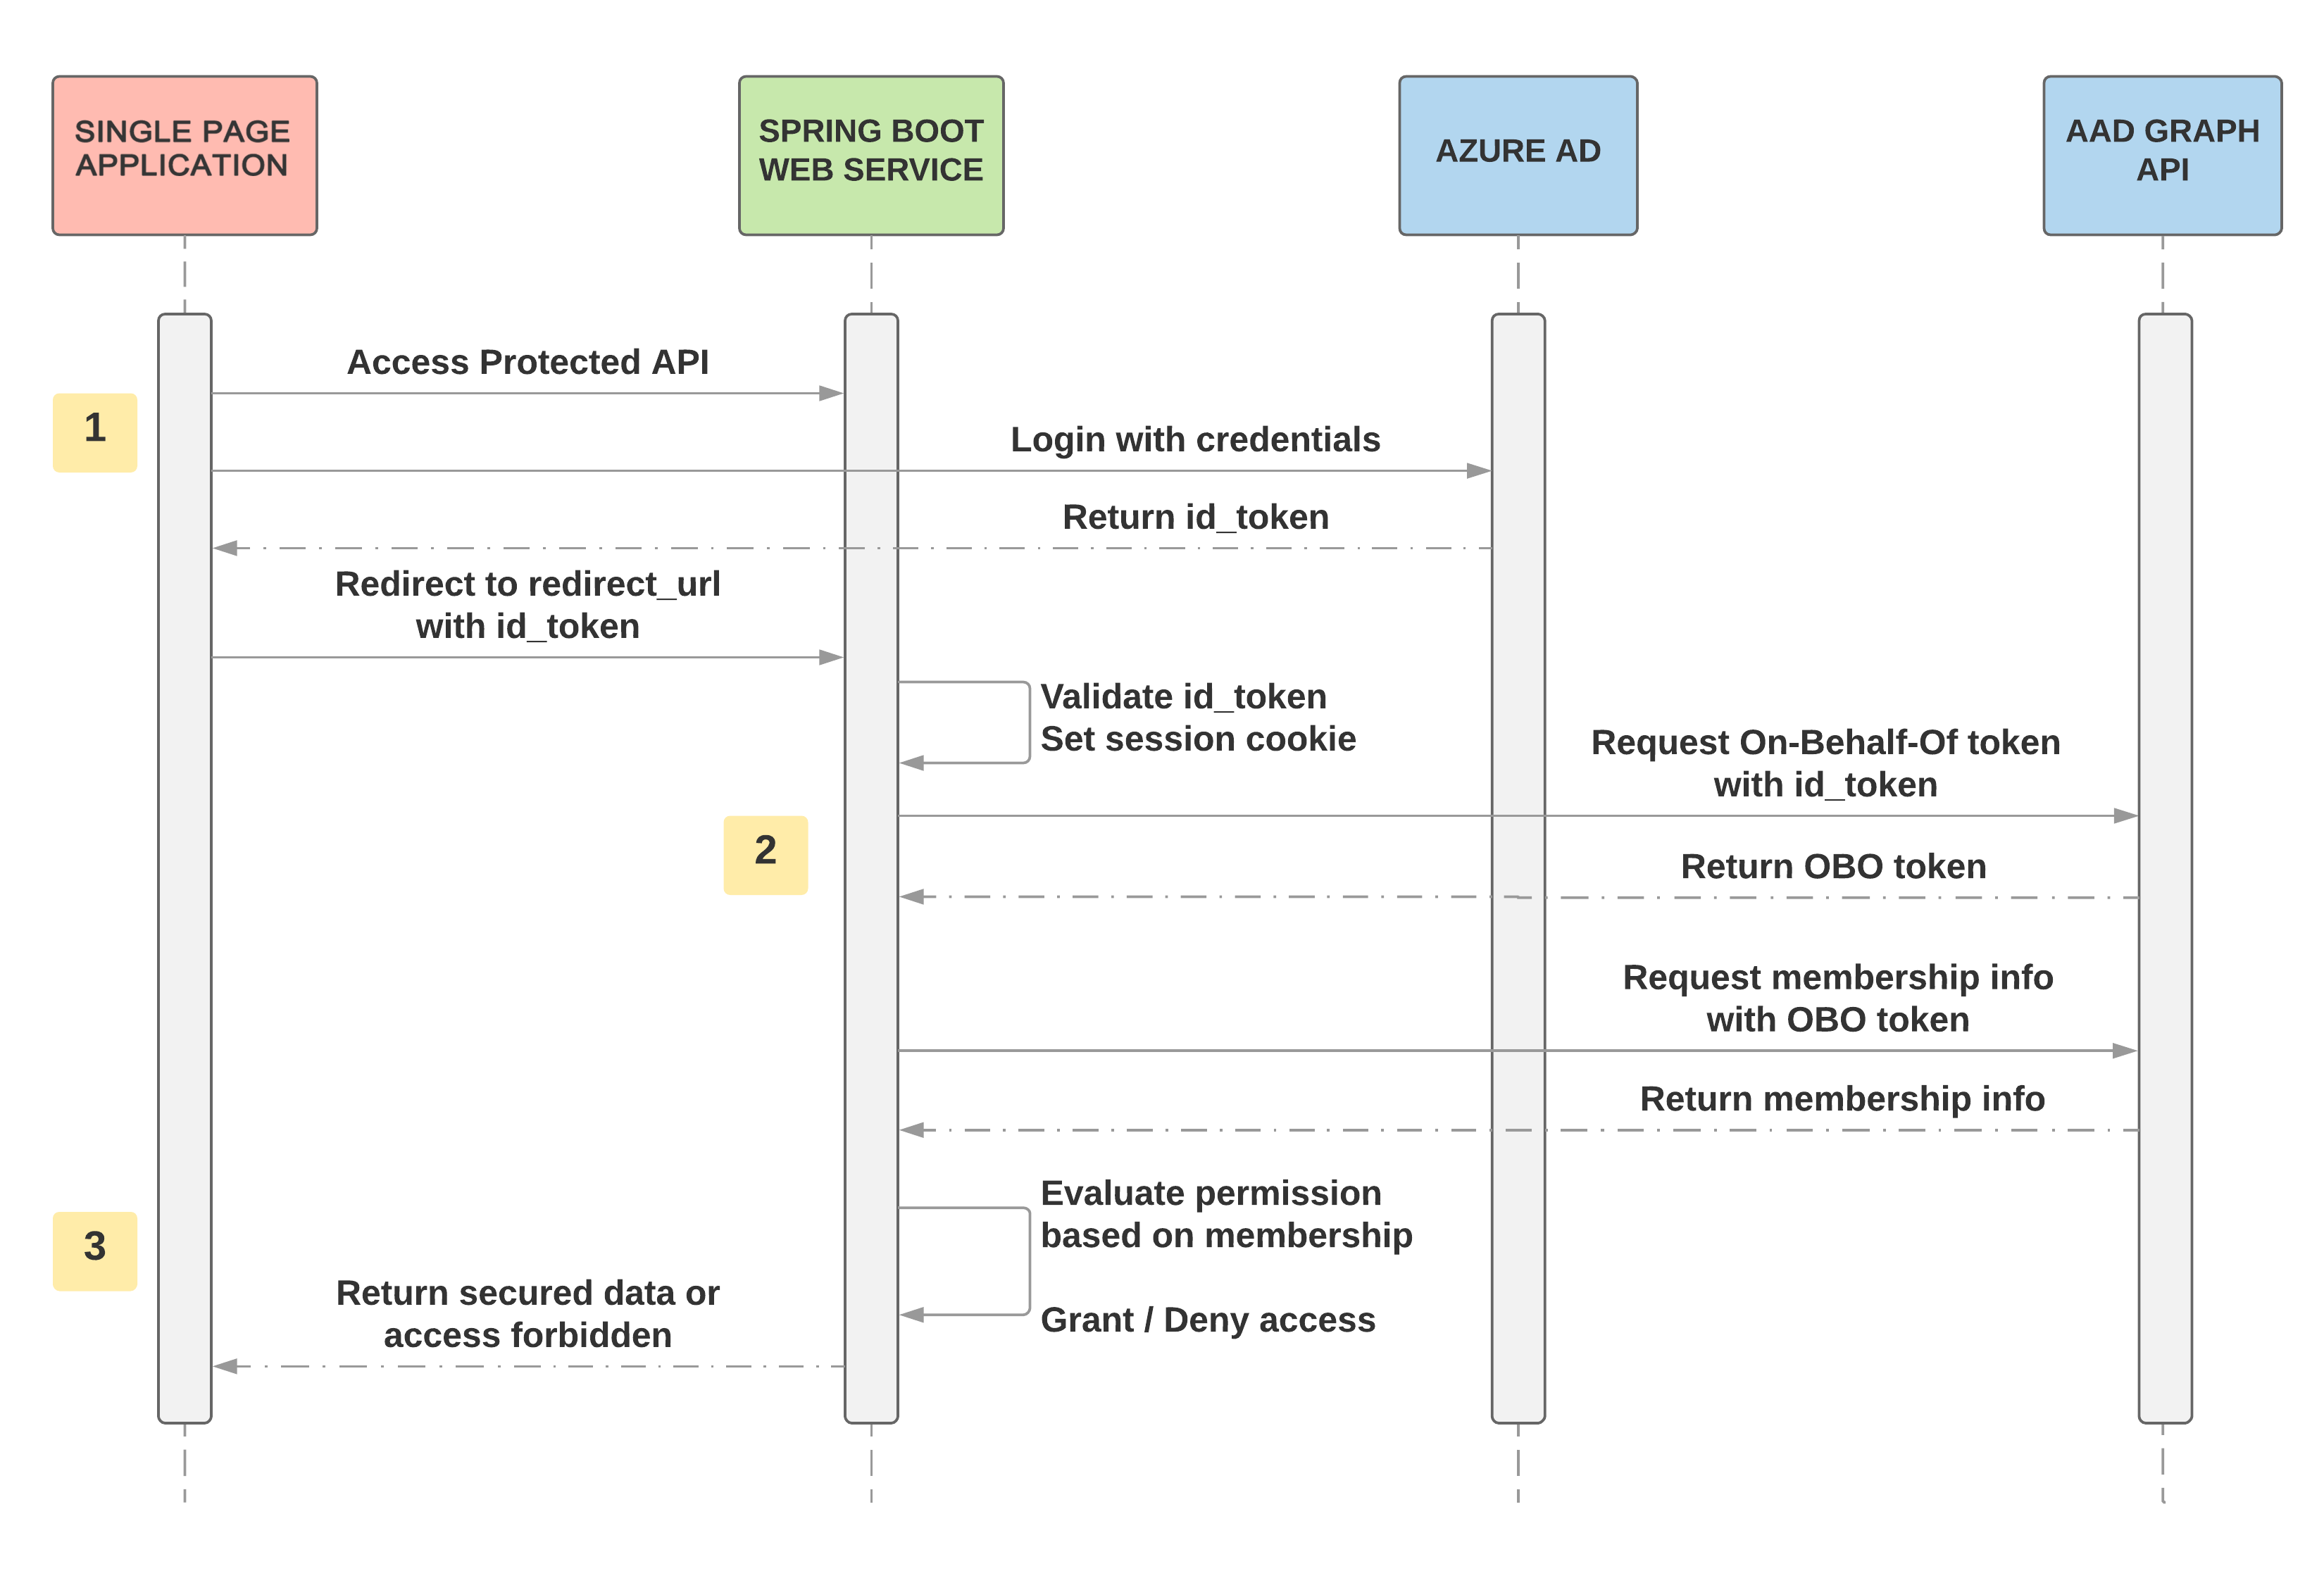 SINGLE PAGE
APPLICATION
SPRING BOOT
WEB SERVICE
AZURE AD
AAD GRAPH
API
Access Protected API
1
Login with credentials
Return id_token
Redirect to redirect_url
with id_token
Validate id_token
Set session cookie
Request On-Behalf-Of token
with id_token
2
Return OBO token
Request membership info
with OBO token
Return membership info
Evaluate permission
based on membership
3
Return secured data or
access forbidden
Grant / Deny access